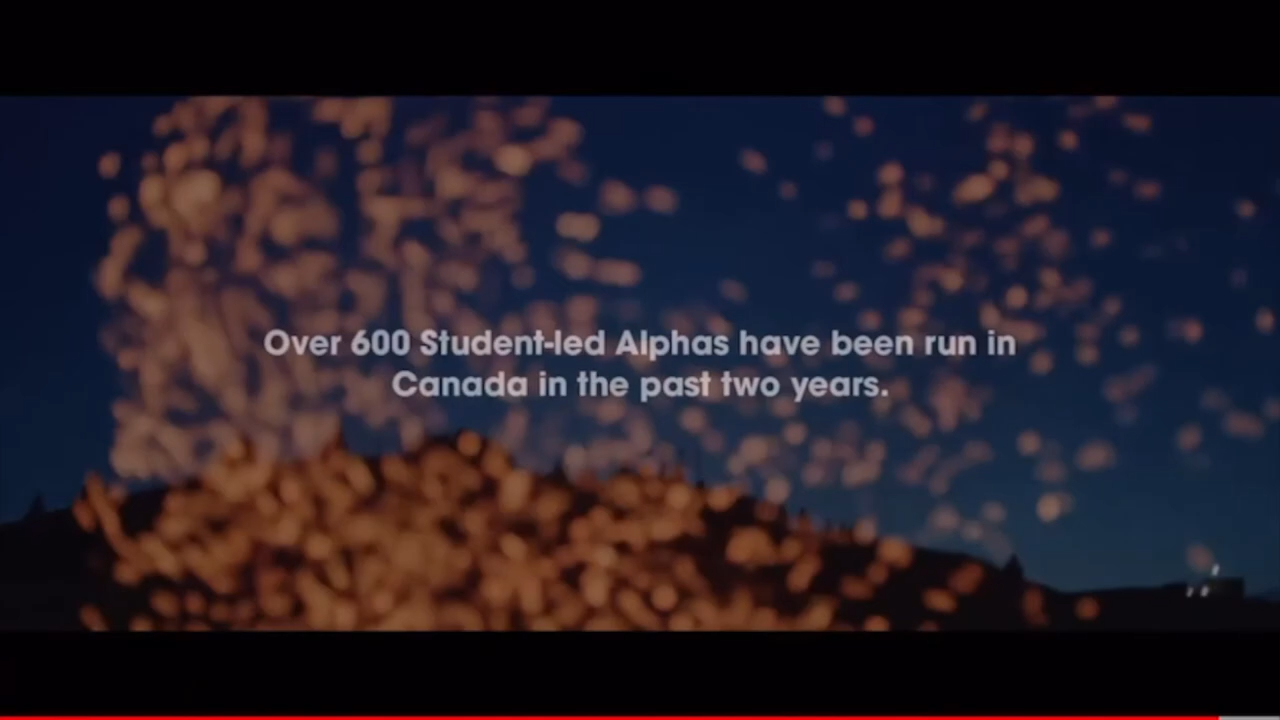 Over 600 Student-led Alphas have been run in
Canada in the past two years.